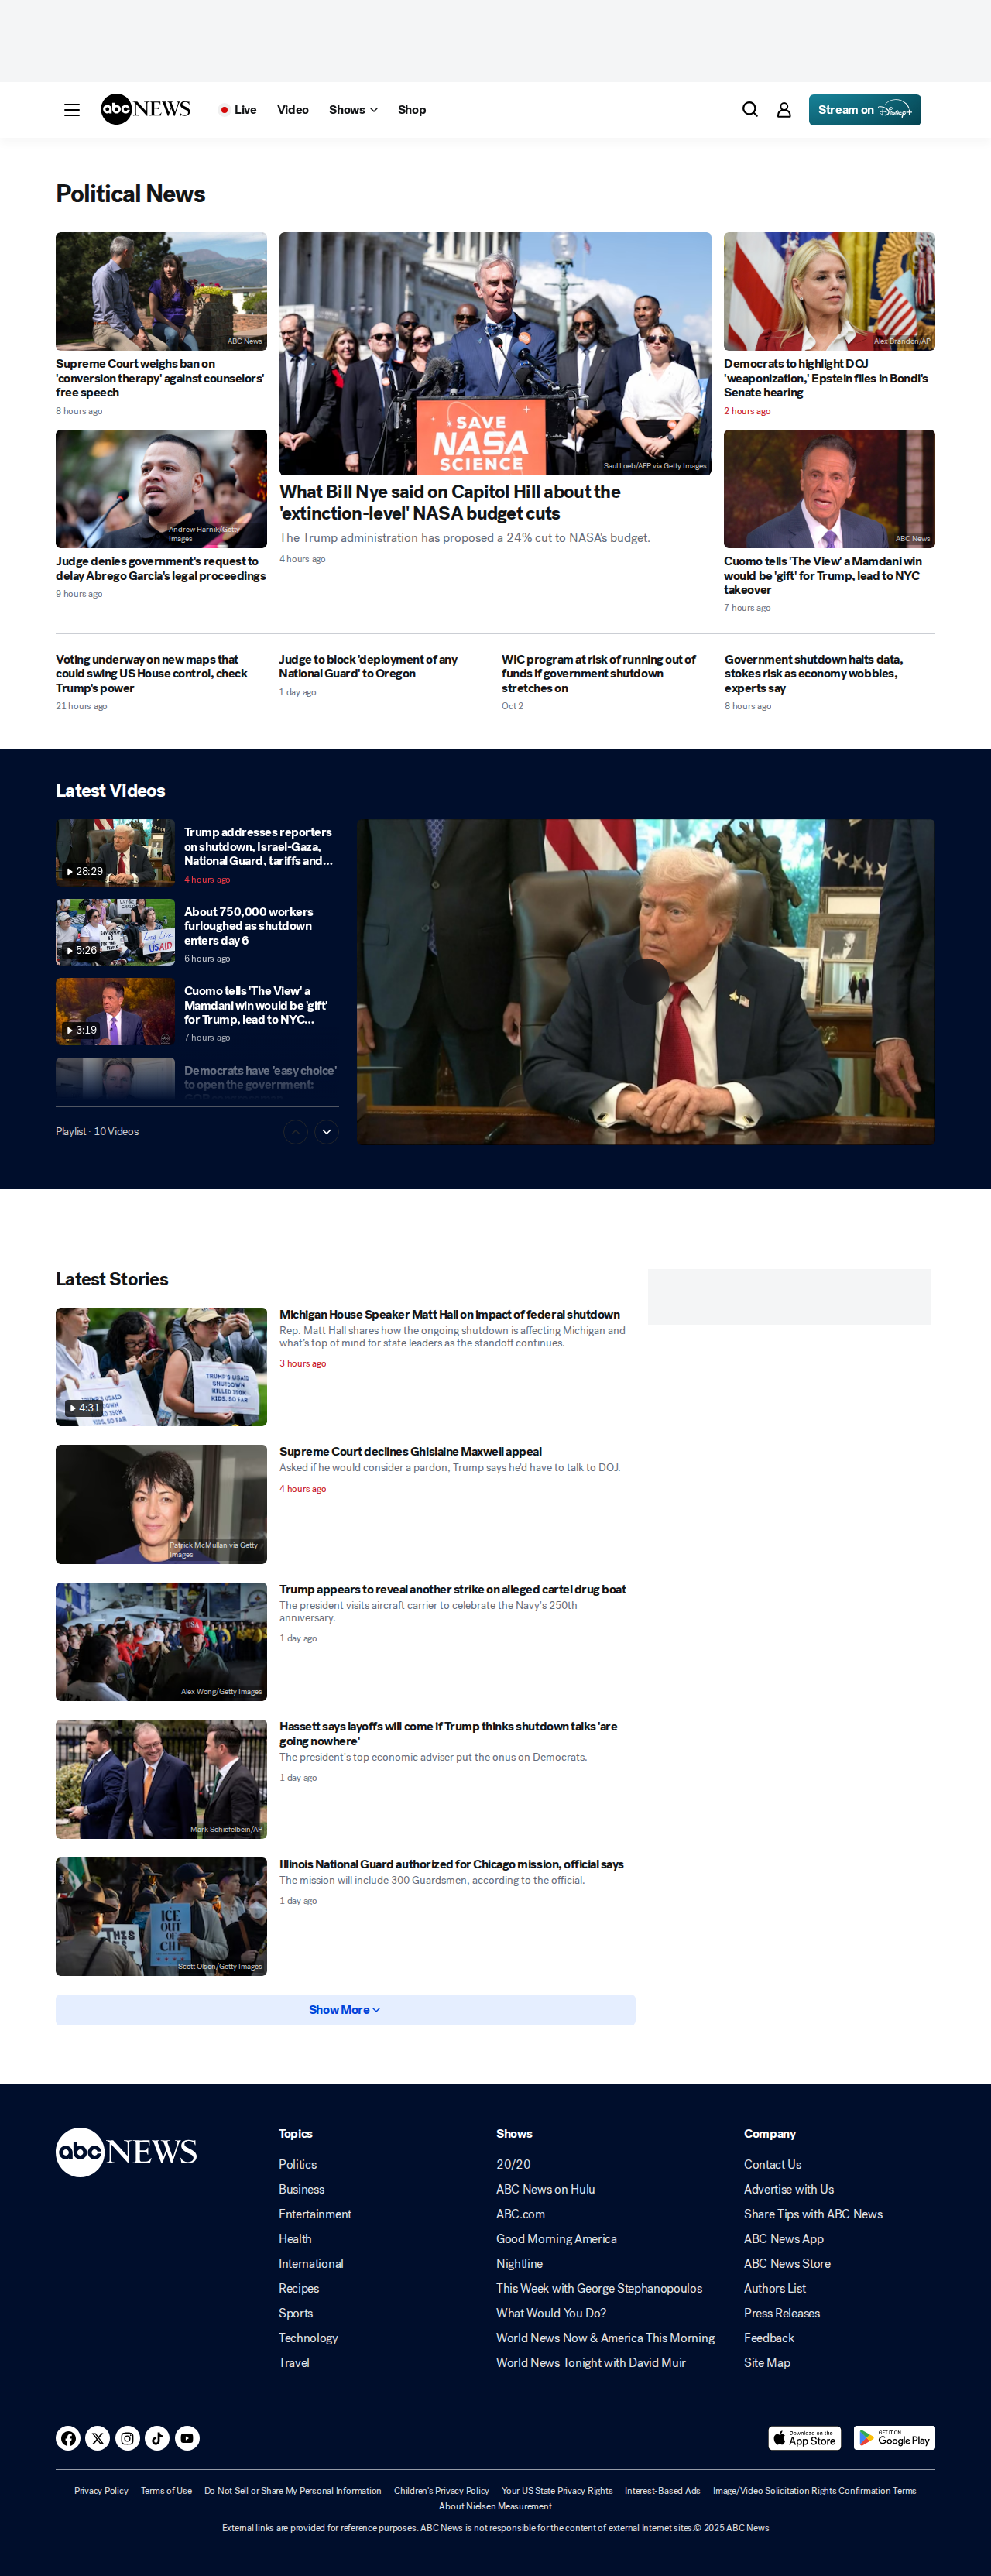 abc NEWS
Live
Video
Shows
Shop
Stream on Disney+
Political News
ABC News
Supreme Court weighs ban on
'conversion therapy' against counselors'
free speech
8 hours ago
Andrew Harnik/Getty
Images
Judge denies government's request to
delay Abrego Garcia's legal proceedings
9 hours ago
SAVE
NASA
SCIENCE
Saul Loeb/AFP via Getty Images
What Bill Nye said on Capitol Hill about the
'extinction-level' NASA budget cuts
The Trump administration has proposed a 24% cut to NASA's budget.
4 hours ago
Alex Brandon/AP
Democrats to highlight DOJ
'weaponization,' Epstein files in Bondi's
Senate hearing
2 hours ago
ABC News
Cuomo tells 'The View' a Mamdani win
would be 'gift' for Trump, lead to NYC
takeover
7 hours ago
Voting underway on new maps that
could swing US House control, check
Trump's power
21 hours ago
Judge to block 'deployment of any
National Guard' to Oregon
1 day ago
WIC program at risk of running out of
funds if government shutdown
stretches on
Oct 2
Government shutdown halts data,
stokes risk as economy wobbles,
experts say
8 hours ago
Latest Videos
28:29
Trump addresses reporters
on shutdown, Israel-Gaza,
National Guard, tariffs and...
4 hours ago
USAID
5:26
About 750,000 workers
furloughed as shutdown
enters day 6
6 hours ago
3:19
Cuomo tells 'The View' a
Mamdani win would be 'gift'
for Trump, lead to NYC...
7 hours ago
Democrats have 'easy choice'
to open the government:
Playlist · 10 Videos
Latest Stories
TRUMP'S USAID
SHUTDOWN
KILLED 350K
KIDS, SO FAR
4:31
Michigan House Speaker Matt Hall on impact of federal shutdown
Rep. Matt Hall shares how the ongoing shutdown is affecting Michigan and
what's top of mind for state leaders as the standoff continues.
3 hours ago
Patrick McMullan via Getty
Images
Supreme Court declines Ghislaine Maxwell appeal
Asked if he would consider a pardon, Trump says he'd have to talk to DOJ.
4 hours ago
USA
Alex Wong/Getty Images
Trump appears to reveal another strike on alleged cartel drug boat
The president visits aircraft carrier to celebrate the Navy's 250th
anniversary.
1 day ago
Mark Schiefelbein/AP
Hassett says layoffs will come if Trump thinks shutdown talks 'are
going nowhere'
The president's top economic adviser put the onus on Democrats.
1 day ago
THIS
ICE
OUT OF
CHI
Scott Olson/Getty Images
Illinois National Guard authorized for Chicago mission, official says
The mission will include 300 Guardsmen, according to the official.
1 day ago
Show More
abc NEWS
Topics
Politics
Business
Entertainment
Health
International
Recipes
Sports
Technology
Travel
Shows
20/20
ABC News on Hulu
ABC.com
Good Morning America
Nightline
This Week with George Stephanopoulos
What Would You Do?
World News Now & America This Morning
World News Tonight with David Muir
Company
Contact Us
Advertise with Us
Share Tips with ABC News
ABC News App
ABC News Store
Authors List
Press Releases
Feedback
Site Map
Download on the
App Store
GET IT ON
Google Play
Privacy Policy
Terms of Use
Do Not Sell or Share My Personal Information
Children's Privacy Policy
Your US State Privacy Rights
Interest-Based Ads
Image/Video Solicitation Rights Confirmation Terms
About Nielsen Measurement
External links are provided for reference purposes. ABC News is not responsible for the content of external Internet sites.© 2025 ABC News